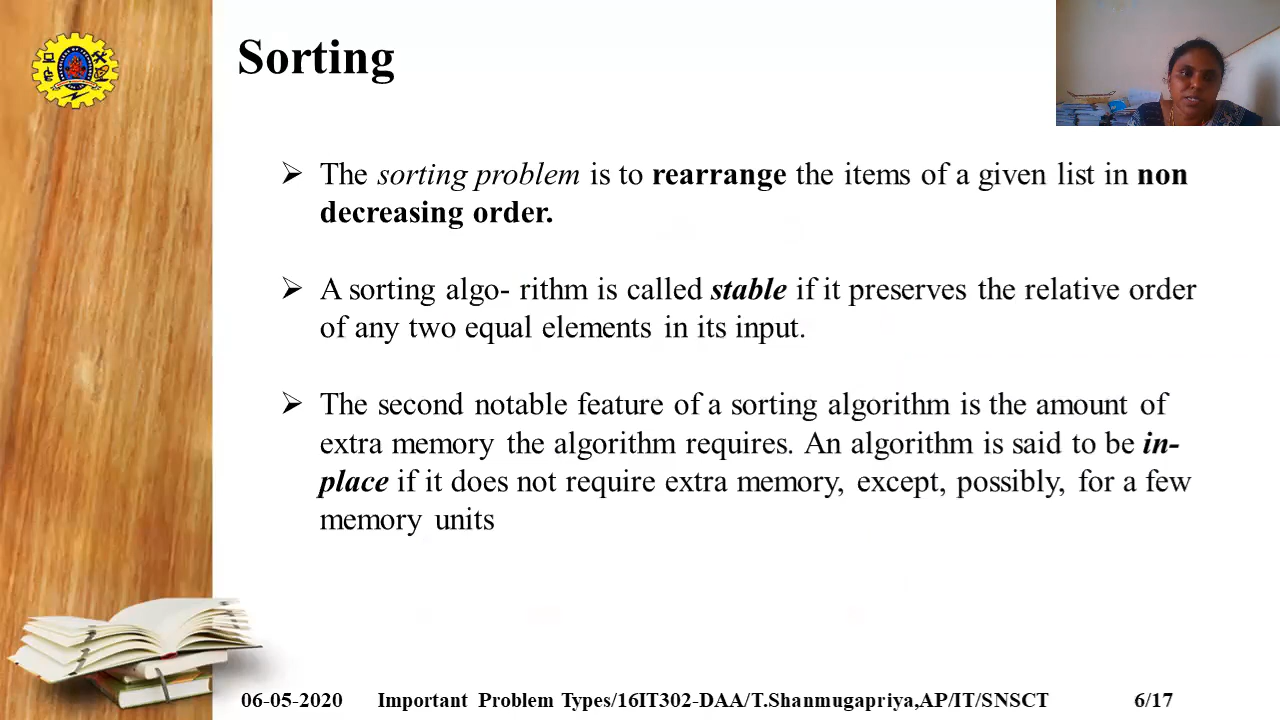 Sorting
➢ The sorting problem is to rearrange the items of a given list in non
decreasing order.
➢ A sorting algo- rithm is called stable if it preserves the relative order
of any two equal elements in its input.
➢ The second notable feature of a sorting algorithm is the amount of
extra memory the algorithm requires. An algorithm is said to be in-
place if it does not require extra memory, except, possibly, for a few
memory units
06-05-2020 Important Problem Types/16IT302-DAA/T.Shanmugapriya,AP/IT/SNSCT 6/17